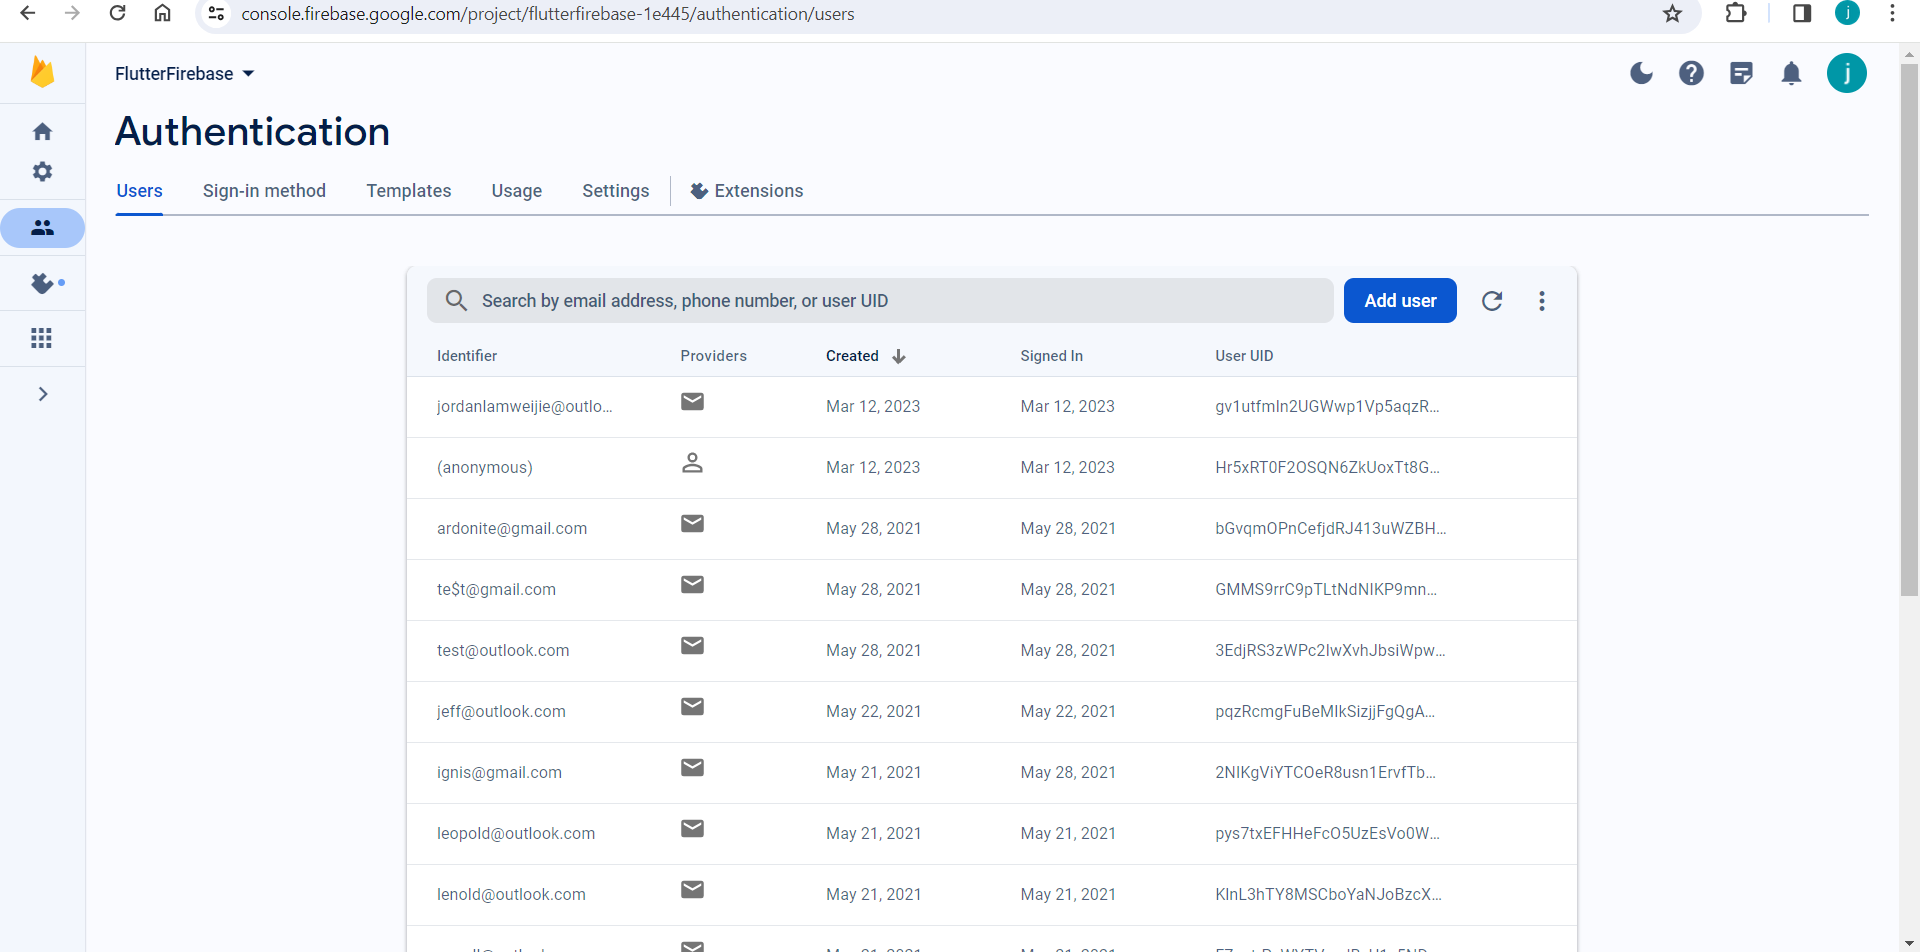 console.firebase.google.com/project/flutterfirebase-1e445/authentication/users
j
FlutterFirebase
j
Authentication
Users Sign-in method Templates Usage Settings Extensions
Search by email address, phone number, or user UID Add user
Identifier Providers Created Signed In User UID
jordanlamweijie@outlo... Mar 12, 2023 Mar 12, 2023 gv1utfmIn2UGWwp1Vp5aqzR...
(anonymous) Mar 12, 2023 Mar 12, 2023 Hr5xRT0F2OSQN6ZkUoxTt8G...
ardonite@gmail.com May 28, 2021 May 28, 2021 bGvqmOPnCefjdRJ413uWZBH...
te$t@gmail.com May 28, 2021 May 28, 2021 GMMS9rrC9pTLtNdNIKP9mn...
test@outlook.com May 28, 2021 May 28, 2021 3EdjRS3zWPc2IwXvhJbsiWpw...
jeff@outlook.com May 22, 2021 May 22, 2021 pqzRcmgFuBeMlkSizjjFgQgA...
ignis@gmail.com May 21, 2021 May 28, 2021 2NIKgViYTCOeR8usn1ErvfTb...
leopold@outlook.com May 21, 2021 May 21, 2021 pys7txEFHHeFcO5UzEsVo0W...
lenold@outlook.com May 21, 2021 May 21, 2021 KlnL3hTY8MSCboYaNJoBzcX...